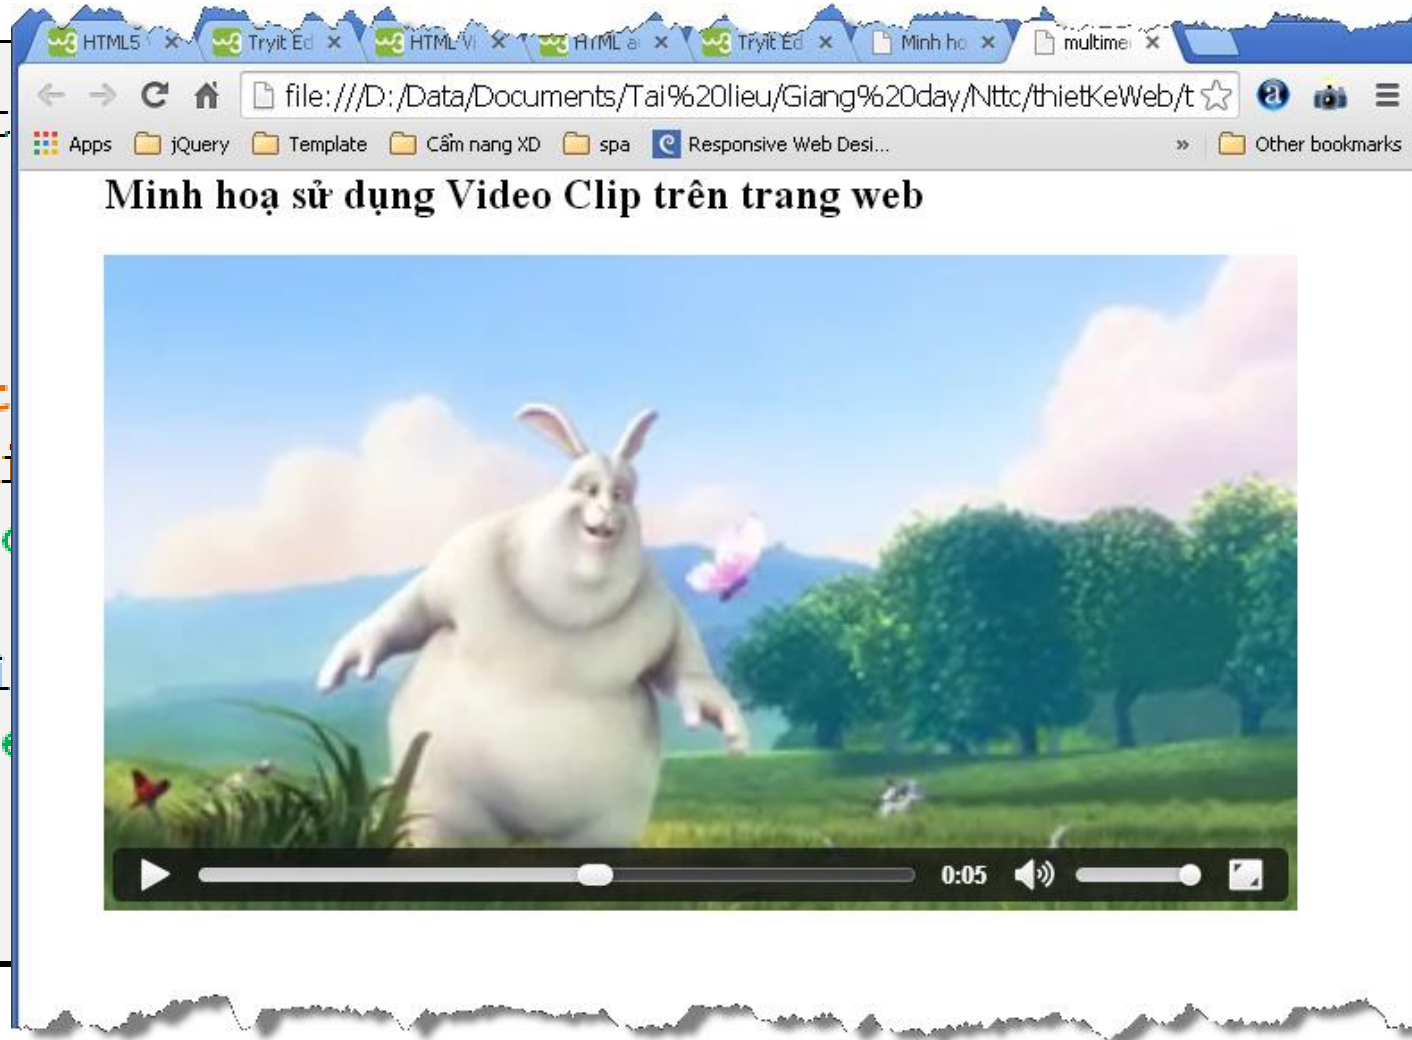 HTML5 Tryit Ed HTML Vi HTML a Tryit Ed Minh ho multime
file:///D:/Data/Documents/Tai%20lieu/Giang%20day/Nttc/thietKeWeb/t
Apps jQuery Template Cẩm nang XD spa Responsive Web Desi... » Other bookmarks
Minh hoạ sử dụng Video Clip trên trang web
0:05